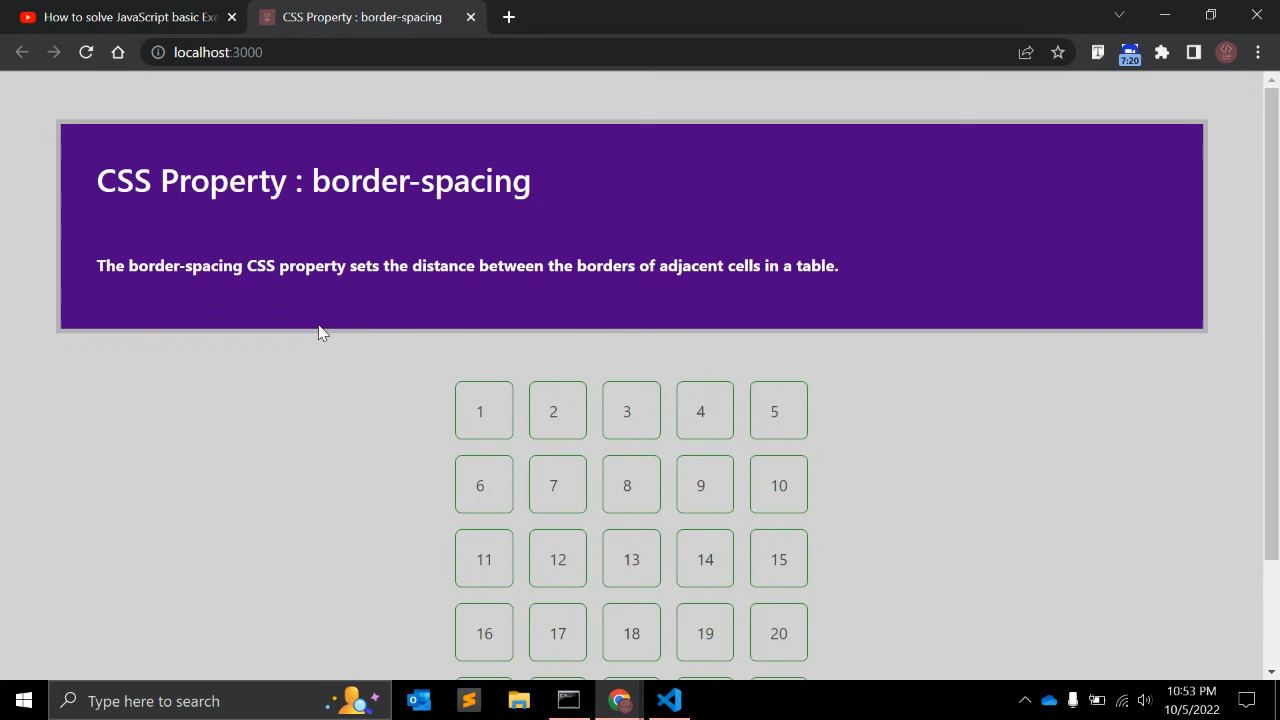 How to solve JavaScript basic Exe
CSS Property : border-spacing
localhost:3000
7:20
CSS Property : border-spacing
The border-spacing CSS property sets the distance between the borders of adjacent cells in a table.
1 2 3 4 5
6 7 8 9 10
11 12 13 14 15
16 17 18 19 20
Type here to search
10:53 PM
10/5/2022